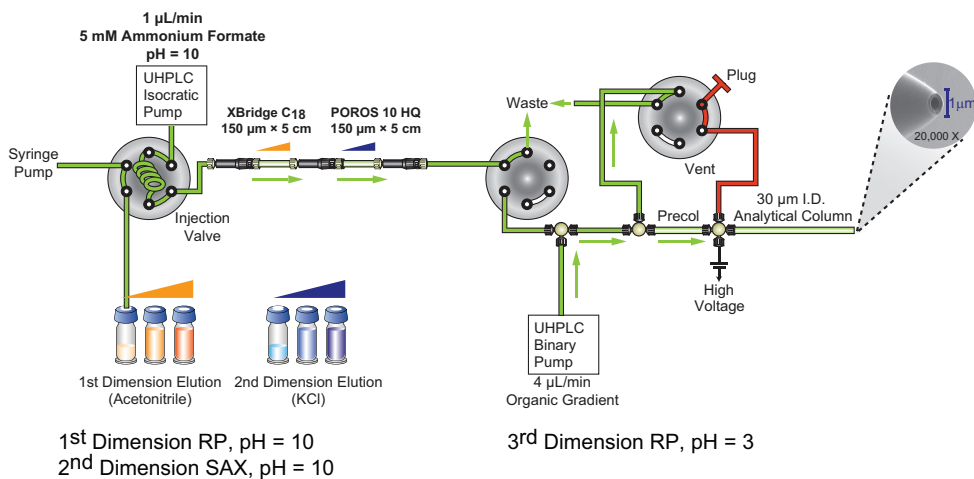 1 µL/min
5 mM Ammonium Formate
pH = 10
UHPLC
Isocratic
Pump
XBridge C18
150 µm × 5 cm
POROS 10 HQ
150 µm × 5 cm
Syringe
Pump
Injection
Valve
Waste
Plug
Vent
1µm
20,000 X
Precol
30 µm I.D.
Analytical Column
High
Voltage
UHPLC
Binary
Pump
4 µL/min
Organic Gradient
1st Dimension Elution
(Acetonitrile)
2nd Dimension Elution
(KCl)
1st Dimension RP, pH = 10
2nd Dimension SAX, pH = 10
3rd Dimension RP, pH = 3